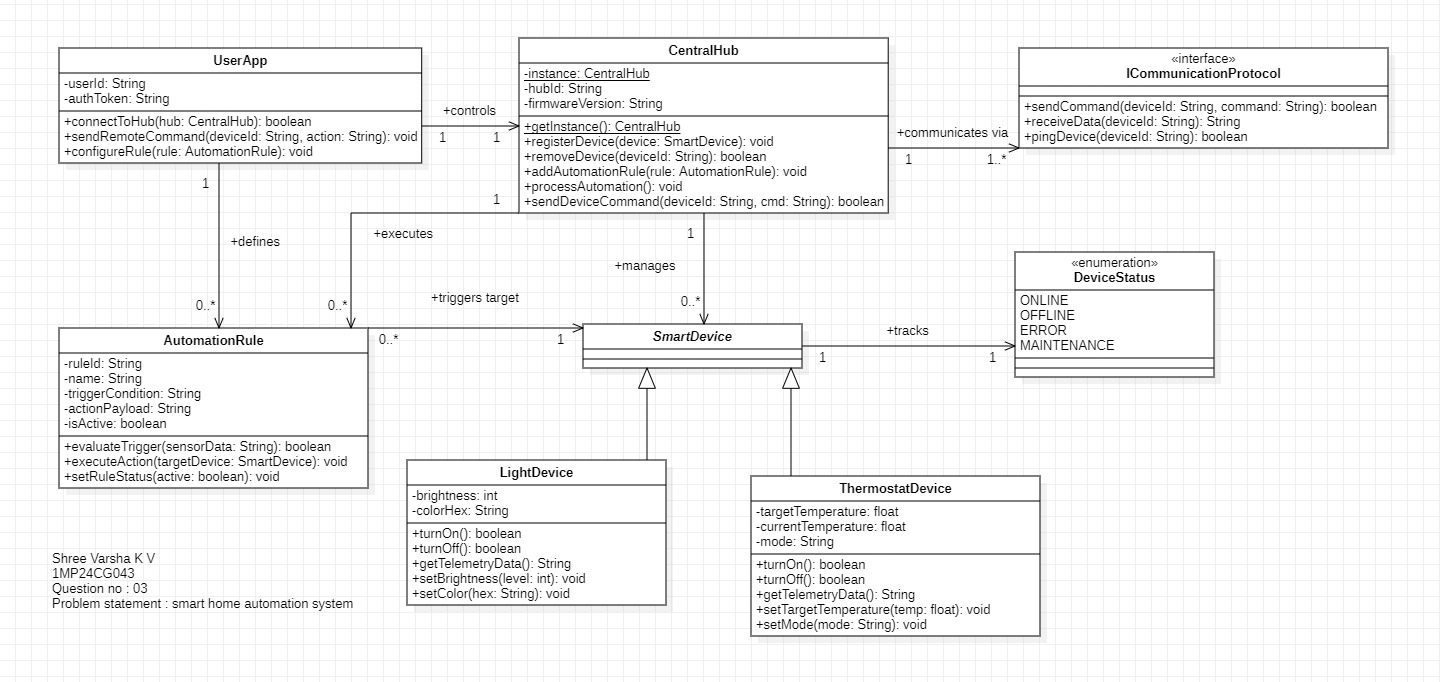 UserApp
-userId: String
-authToken: String
+connectToHub(hub: CentralHub): boolean
+sendRemoteCommand(deviceId: String, action: String): void
+configureRule(rule: AutomationRule): void
+controls
1
1
CentralHub
-instance: CentralHub
-hubId: String
-firmwareVersion: String
+getInstance(): CentralHub
+registerDevice(device: SmartDevice): void
+removeDevice(deviceId: String): boolean
+addAutomationRule(rule: AutomationRule): void
+processAutomation(): void
+sendDeviceCommand(deviceId: String, cmd: String): boolean
+communicates via
1
1..*
«interface»
ICommunicationProtocol
+sendCommand(deviceId: String, command: String): boolean
+receiveData(deviceId: String): String
+pingDevice(deviceId: String): boolean
1
+defines
0..*
1
+executes
0..*
1
+manages
0..*
+triggers target
0..*
1
AutomationRule
-ruleId: String
-name: String
-triggerCondition: String
-actionPayload: String
-isActive: boolean
+evaluateTrigger(sensorData: String): boolean
+executeAction(targetDevice: SmartDevice): void
+setRuleStatus(active: boolean): void
SmartDevice
+tracks
1
1
«enumeration»
DeviceStatus
ONLINE
OFFLINE
ERROR
MAINTENANCE
LightDevice
-brightness: int
-colorHex: String
+turnOn(): boolean
+turnOff(): boolean
+getTelemetryData(): String
+setBrightness(level: int): void
+setColor(hex: String): void
ThermostatDevice
-targetTemperature: float
-currentTemperature: float
-mode: String
+turnOn(): boolean
+turnOff(): boolean
+getTelemetryData(): String
+setTargetTemperature(temp: float): void
+setMode(mode: String): void
Shree Varsha K V
1MP24CG043
Question no : 03
Problem statement : smart home automation system